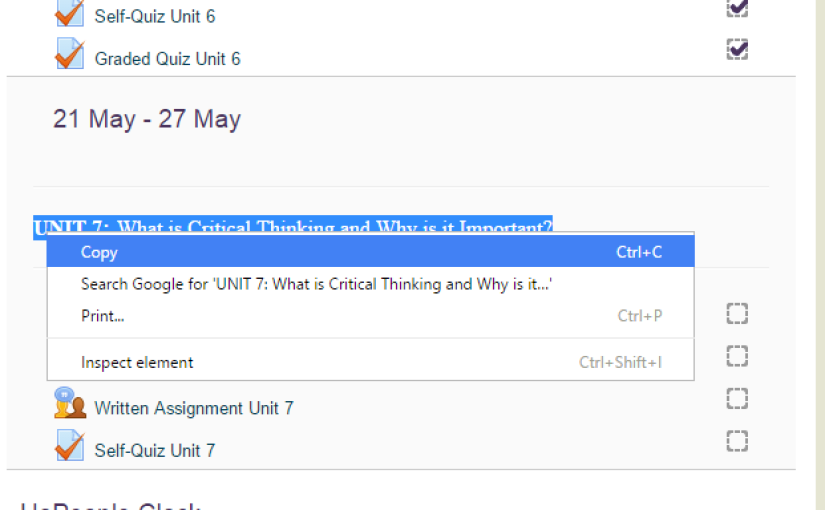 Self-Quiz Unit 6
Graded Quiz Unit 6
21 May - 27 May
UNIT 7: What is Critical Thinking and Why is it Important?
Copy Ctrl+C
Search Google for 'UNIT 7: What is Critical Thinking and Why is it...'
Print... Ctrl+P
Inspect element Ctrl+Shift+I
Written Assignment Unit 7
Self-Quiz Unit 7
UoPeople Clock